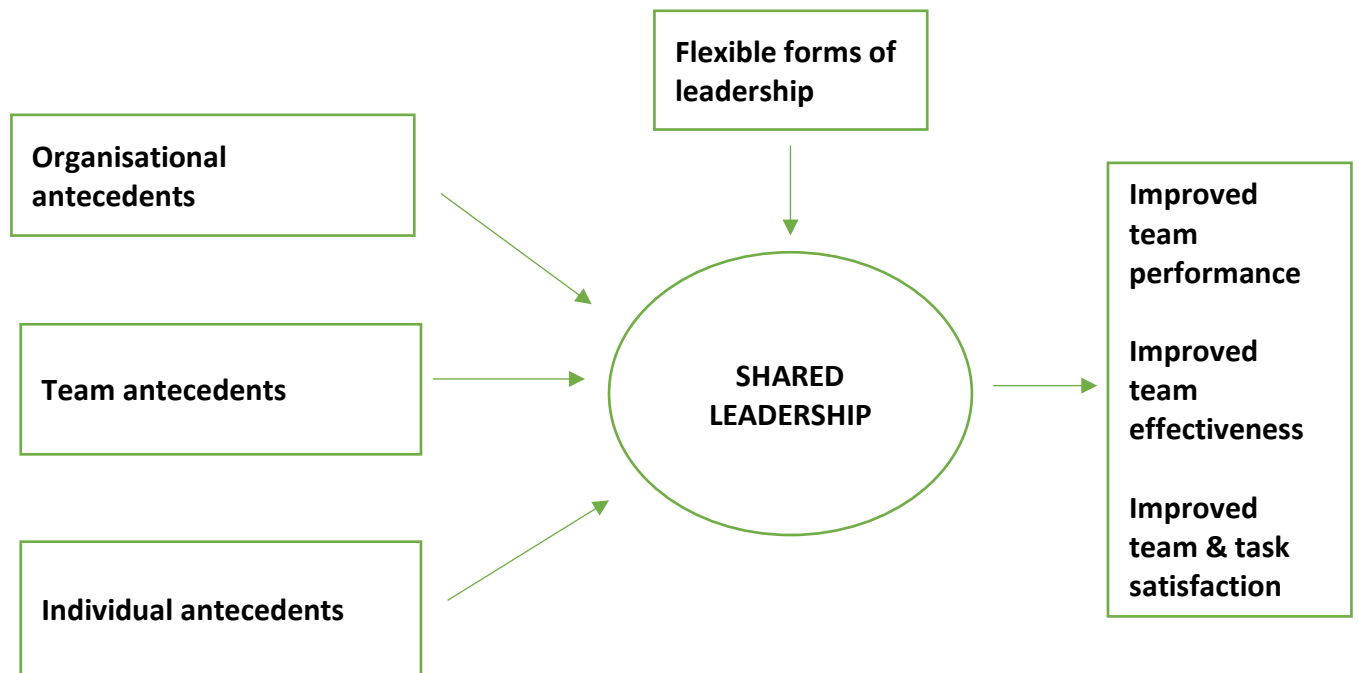 Flexible forms of
leadership
Organisational
antecedents
Team antecedents
Individual antecedents
SHARED
LEADERSHIP
Improved
team
performance
Improved
team
effectiveness
Improved
team & task
satisfaction